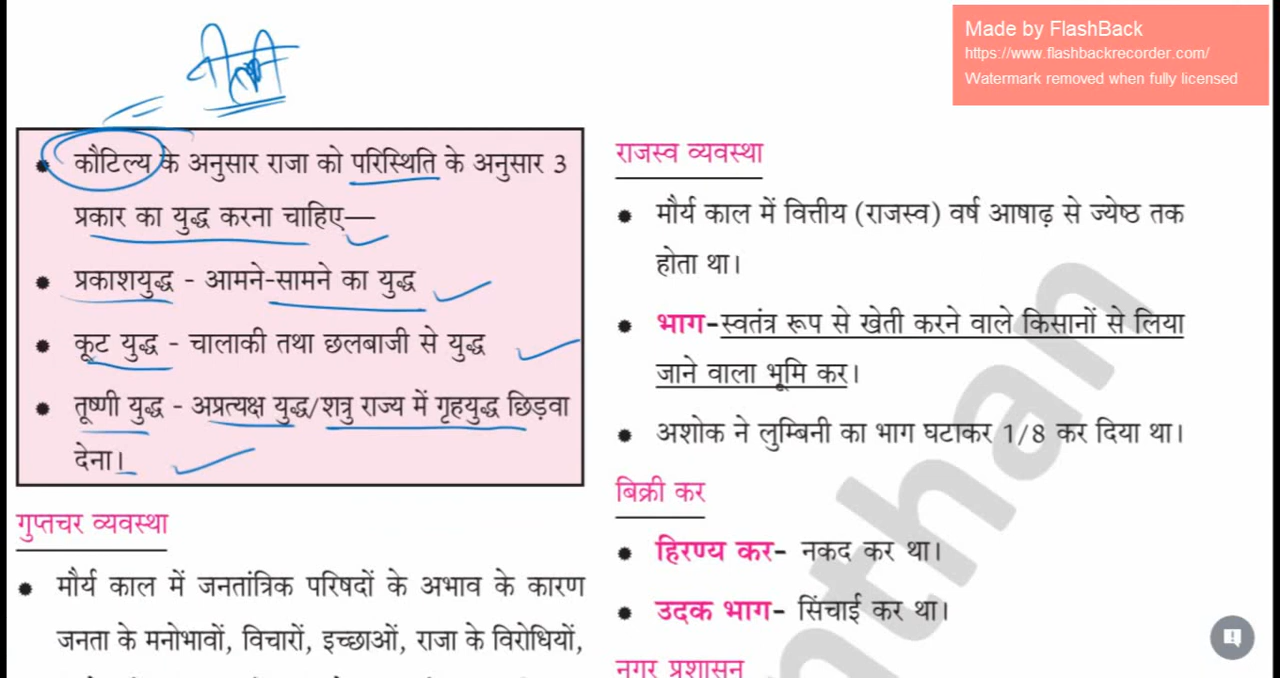 Made by FlashBack
https://www.flashbackrecorder.com/
Watermark removed when fully licensed
कौटिल्य के अनुसार राजा को परिस्थिति के अनुसार 3
प्रकार का युद्ध करना चाहिए—
प्रकाशयुद्ध - आमने-सामने का युद्ध
कूट युद्ध - चालाकी तथा छलबाजी से युद्ध
तूष्णी युद्ध - अप्रत्यक्ष युद्ध/शत्रु राज्य में गृहयुद्ध छिड़वा
देना।
गुप्तचर व्यवस्था
मौर्य काल में जनतांत्रिक परिषदों के अभाव के कारण
जनता के मनोभावों, विचारों, इच्छाओं, राजा के विरोधियों,
राजस्व व्यवस्था
मौर्य काल में वित्तीय (राजस्व) वर्ष आषाढ़ से ज्येष्ठ तक
होता था।
भाग-स्वतंत्र रूप से खेती करने वाले किसानों से लिया
जाने वाला भूमि कर।
अशोक ने लुम्बिनी का भाग घटाकर 1/8 कर दिया था।
बिक्री कर
हिरण्य कर- नकद कर था।
उदक भाग- सिंचाई कर था।
नगर प्रशासन